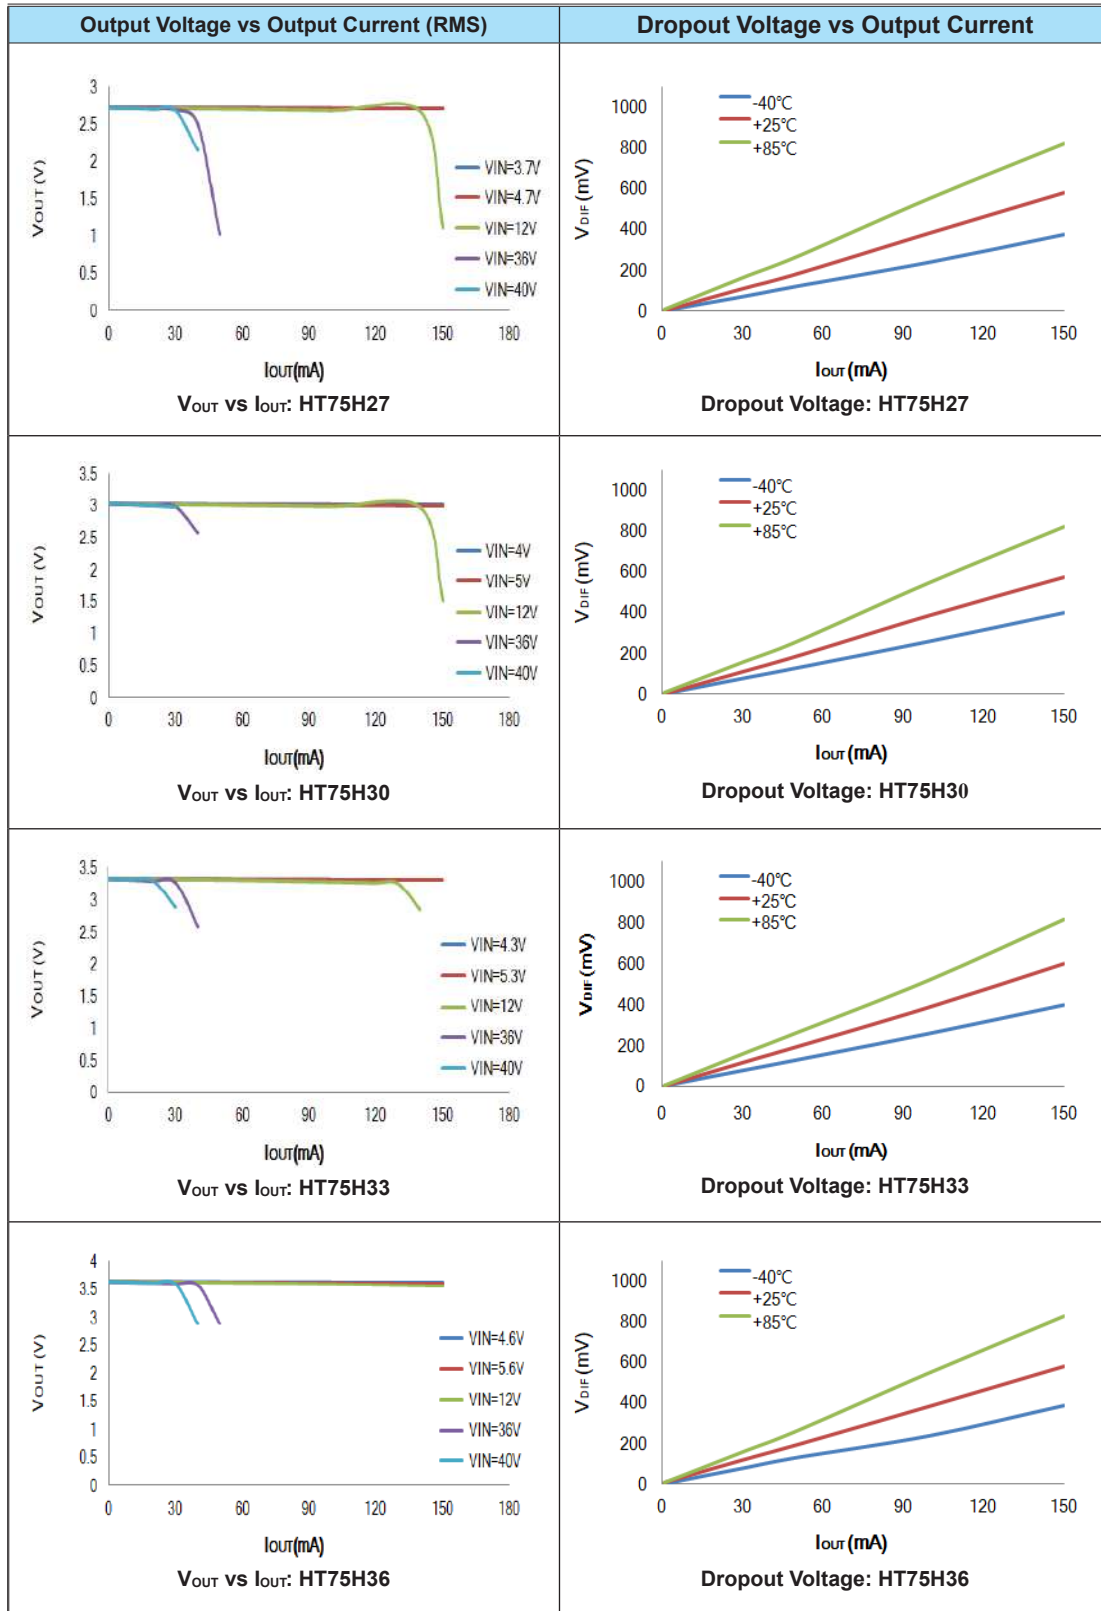 Output Voltage vs Output Current (RMS)
Dropout Voltage vs Output Current
3
2.5
2
1.5
1
0.5
0
VOUT (V)
VIN=3.7V
VIN=4.7V
VIN=12V
VIN=36V
VIN=40V
0 30 60 90 120 150 180
IOUT(mA)
VOUT vs IOUT: HT75H27
1000
800
600
400
200
0
VDIF (mV)
-40℃
+25℃
+85℃
0 30 60 90 120 150
IOUT (mA)
Dropout Voltage: HT75H27
3.5
3
2.5
2
1.5
1
0.5
0
VOUT (V)
VIN=4V
VIN=5V
VIN=12V
VIN=36V
VIN=40V
0 30 60 90 120 150 180
IOUT(mA)
VOUT vs IOUT: HT75H30
1000
800
600
400
200
0
VDIF (mV)
-40℃
+25℃
+85℃
0 30 60 90 120 150
IOUT (mA)
Dropout Voltage: HT75H30
3.5
3
2.5
2
1.5
1
0.5
0
VOUT (V)
VIN=4.3V
VIN=5.3V
VIN=12V
VIN=36V
VIN=40V
0 30 60 90 120 150 180
IOUT(mA)
VOUT vs IOUT: HT75H33
1000
800
600
400
200
0
VDIF (mV)
-40℃
+25℃
+85℃
0 30 60 90 120 150
IOUT (mA)
Dropout Voltage: HT75H33
4
3.5
3
2.5
2
1.5
1
0.5
0
VOUT (V)
VIN=4.6V
VIN=5.6V
VIN=12V
VIN=36V
VIN=40V
0 30 60 90 120 150 180
IOUT(mA)
VOUT vs IOUT: HT75H36
1000
800
600
400
200
0
VDIF (mV)
-40℃
+25℃
+85℃
0 30 60 90 120 150
IOUT (mA)
Dropout Voltage: HT75H36